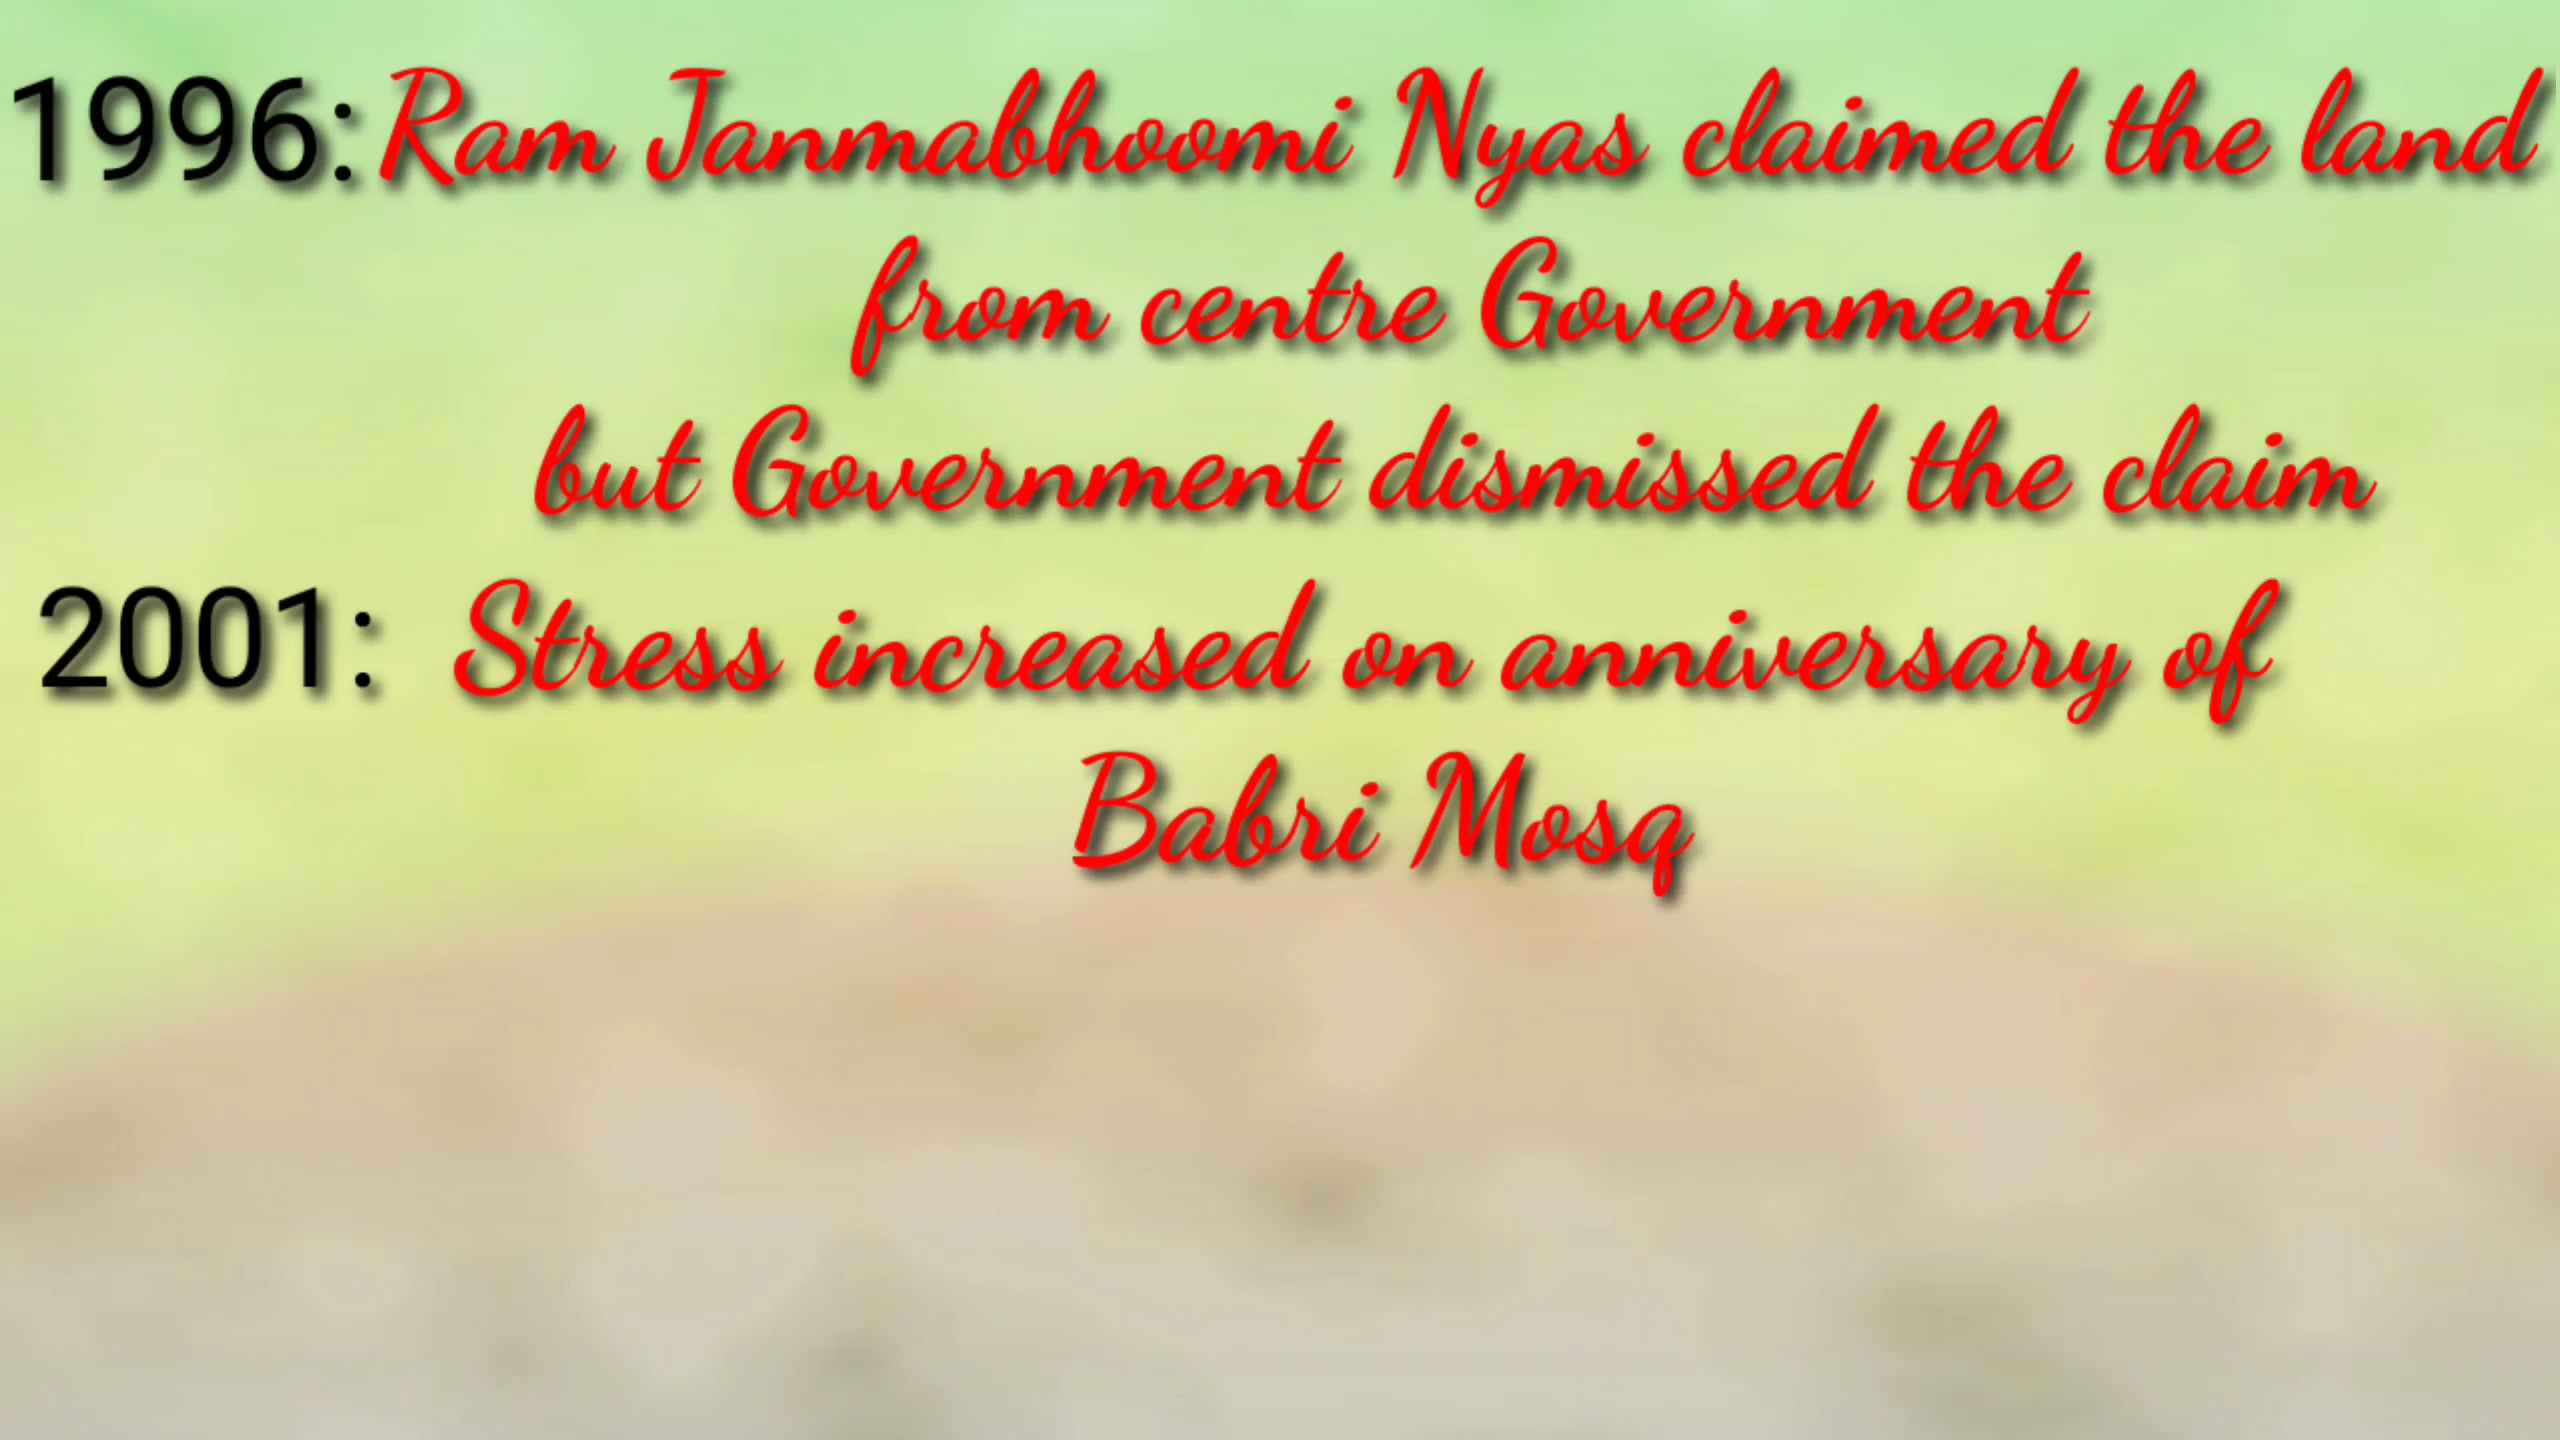 1996: Ram Janmabhoomi Nyas claimed the land
from centre Government
but Government dismissed the claim
2001: Stress increased on anniversary of
Babri Mosq